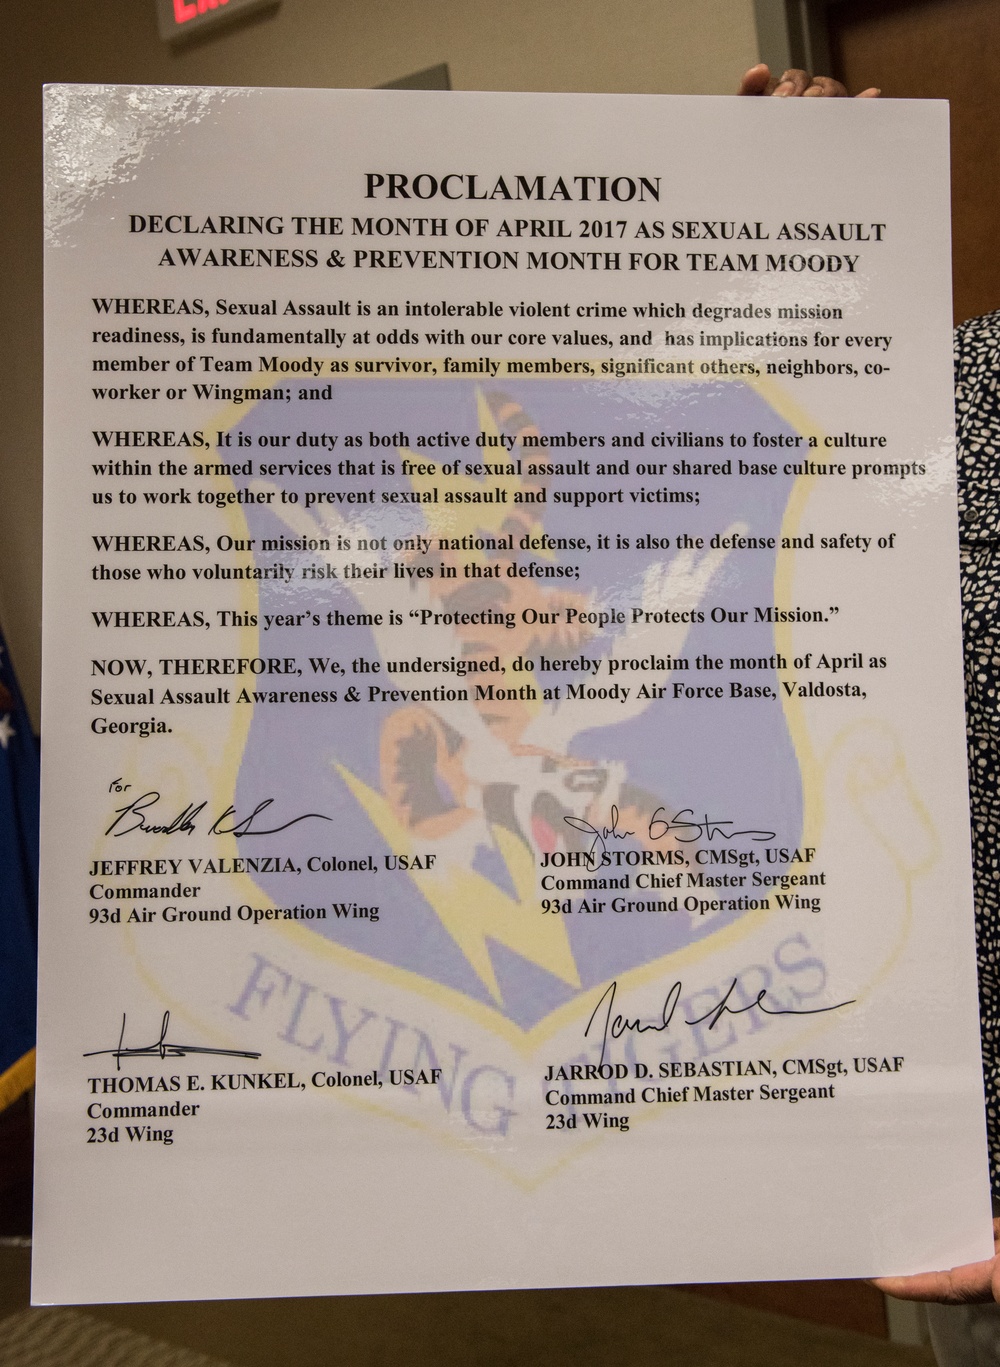 PROCLAMATION
DECLARING THE MONTH OF APRIL 2017 AS SEXUAL ASSAULT
AWARENESS & PREVENTION MONTH FOR TEAM MOODY
WHEREAS, Sexual Assault is an intolerable violent crime which degrades mission
readiness, is fundamentally at odds with our core values, and has implications for every
member of Team Moody as survivor, family members, significant others, neighbors, co-
worker or Wingman; and
WHEREAS, It is our duty as both active duty members and civilians to foster a culture
within the armed services that is free of sexual assault and our shared base culture prompts
us to work together to prevent sexual assault and support victims;
WHEREAS, Our mission is not only national defense, it is also the defense and safety of
those who voluntarily risk their lives in that defense;
WHEREAS, This year's theme is “Protecting Our People Protects Our Mission.”
NOW, THEREFORE, We, the undersigned, do hereby proclaim the month of April as
Sexual Assault Awareness & Prevention Month at Moody Air Force Base, Valdosta,
Georgia.
For
JEFFREY VALENZIA, Colonel, USAF
Commander
93d Air Ground Operation Wing
John G Storms
JOHN STORMS, CMSgt, USAF
Command Chief Master Sergeant
93d Air Ground Operation Wing
THOMAS E. KUNKEL, Colonel, USAF
Commander
23d Wing
JARROD D. SEBASTIAN, CMSgt, USAF
Command Chief Master Sergeant
23d Wing
FLYING TIGERS